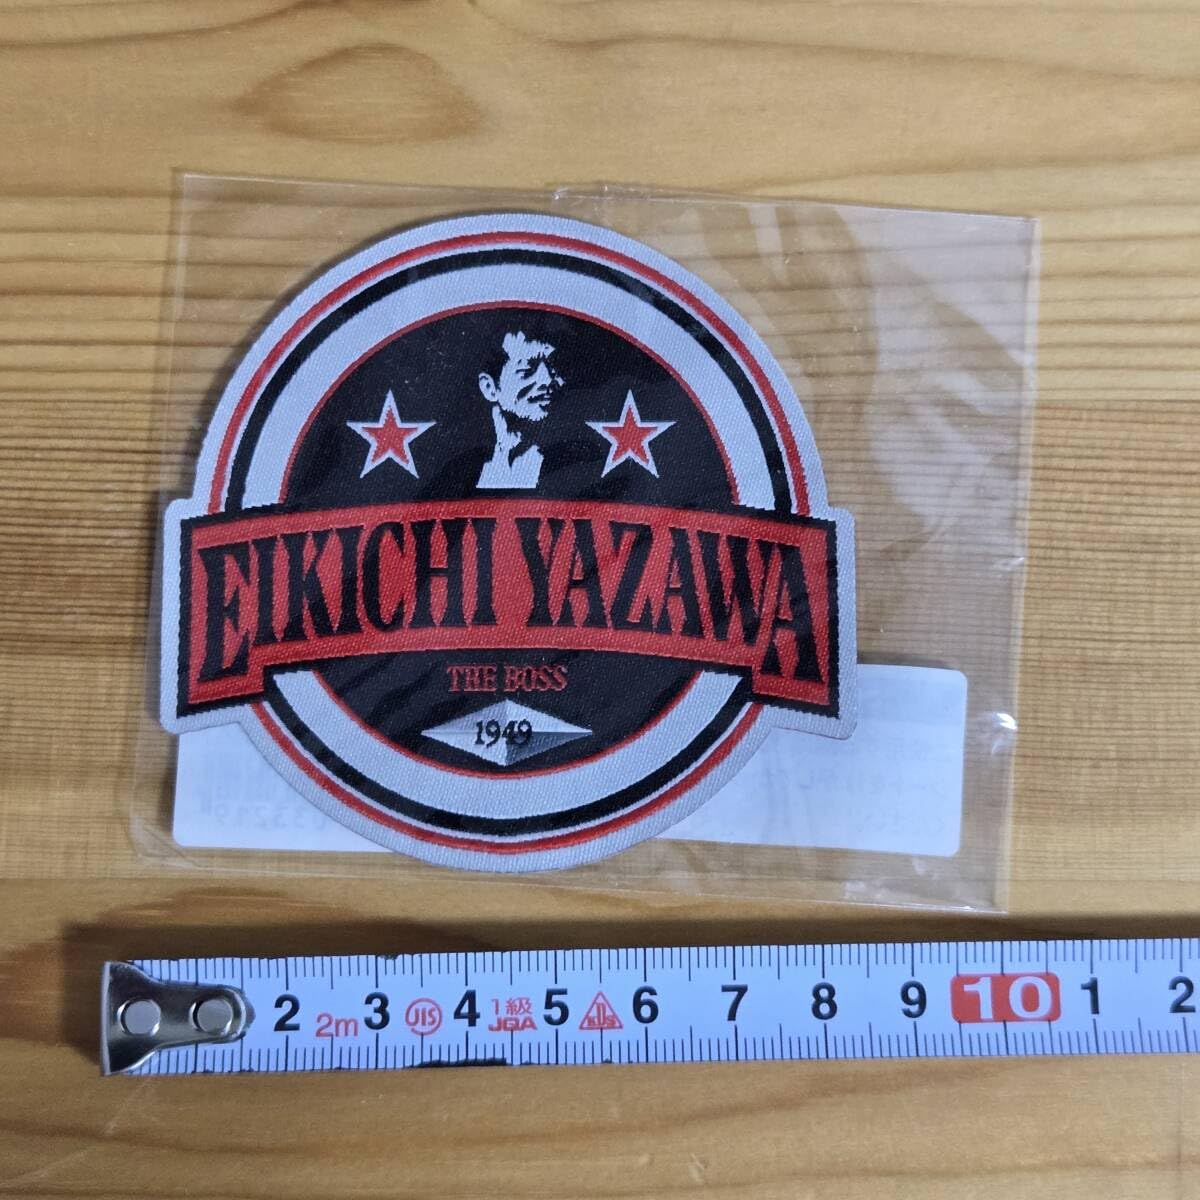 EIKICHI YAZAWA
THE BOSS
1949
2 2m 3 JIS 4 1級 JQA 5 KUS 6 7 8 9 10 1 2